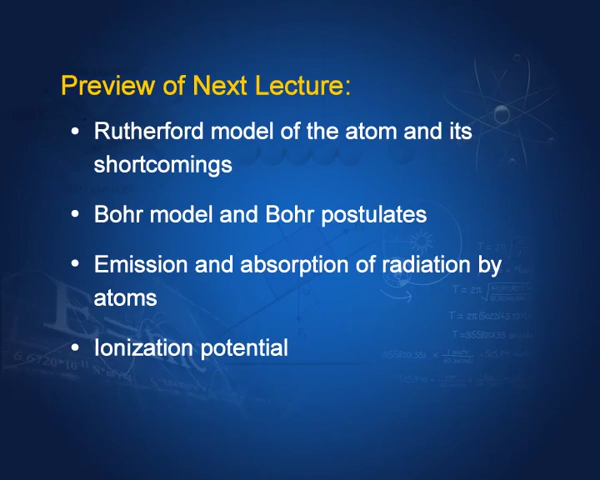 Preview of Next Lecture:
• Rutherford model of the atom and its
shortcomings
• Bohr model and Bohr postulates
• Emission and absorption of radiation by
atoms
• Ionization potential